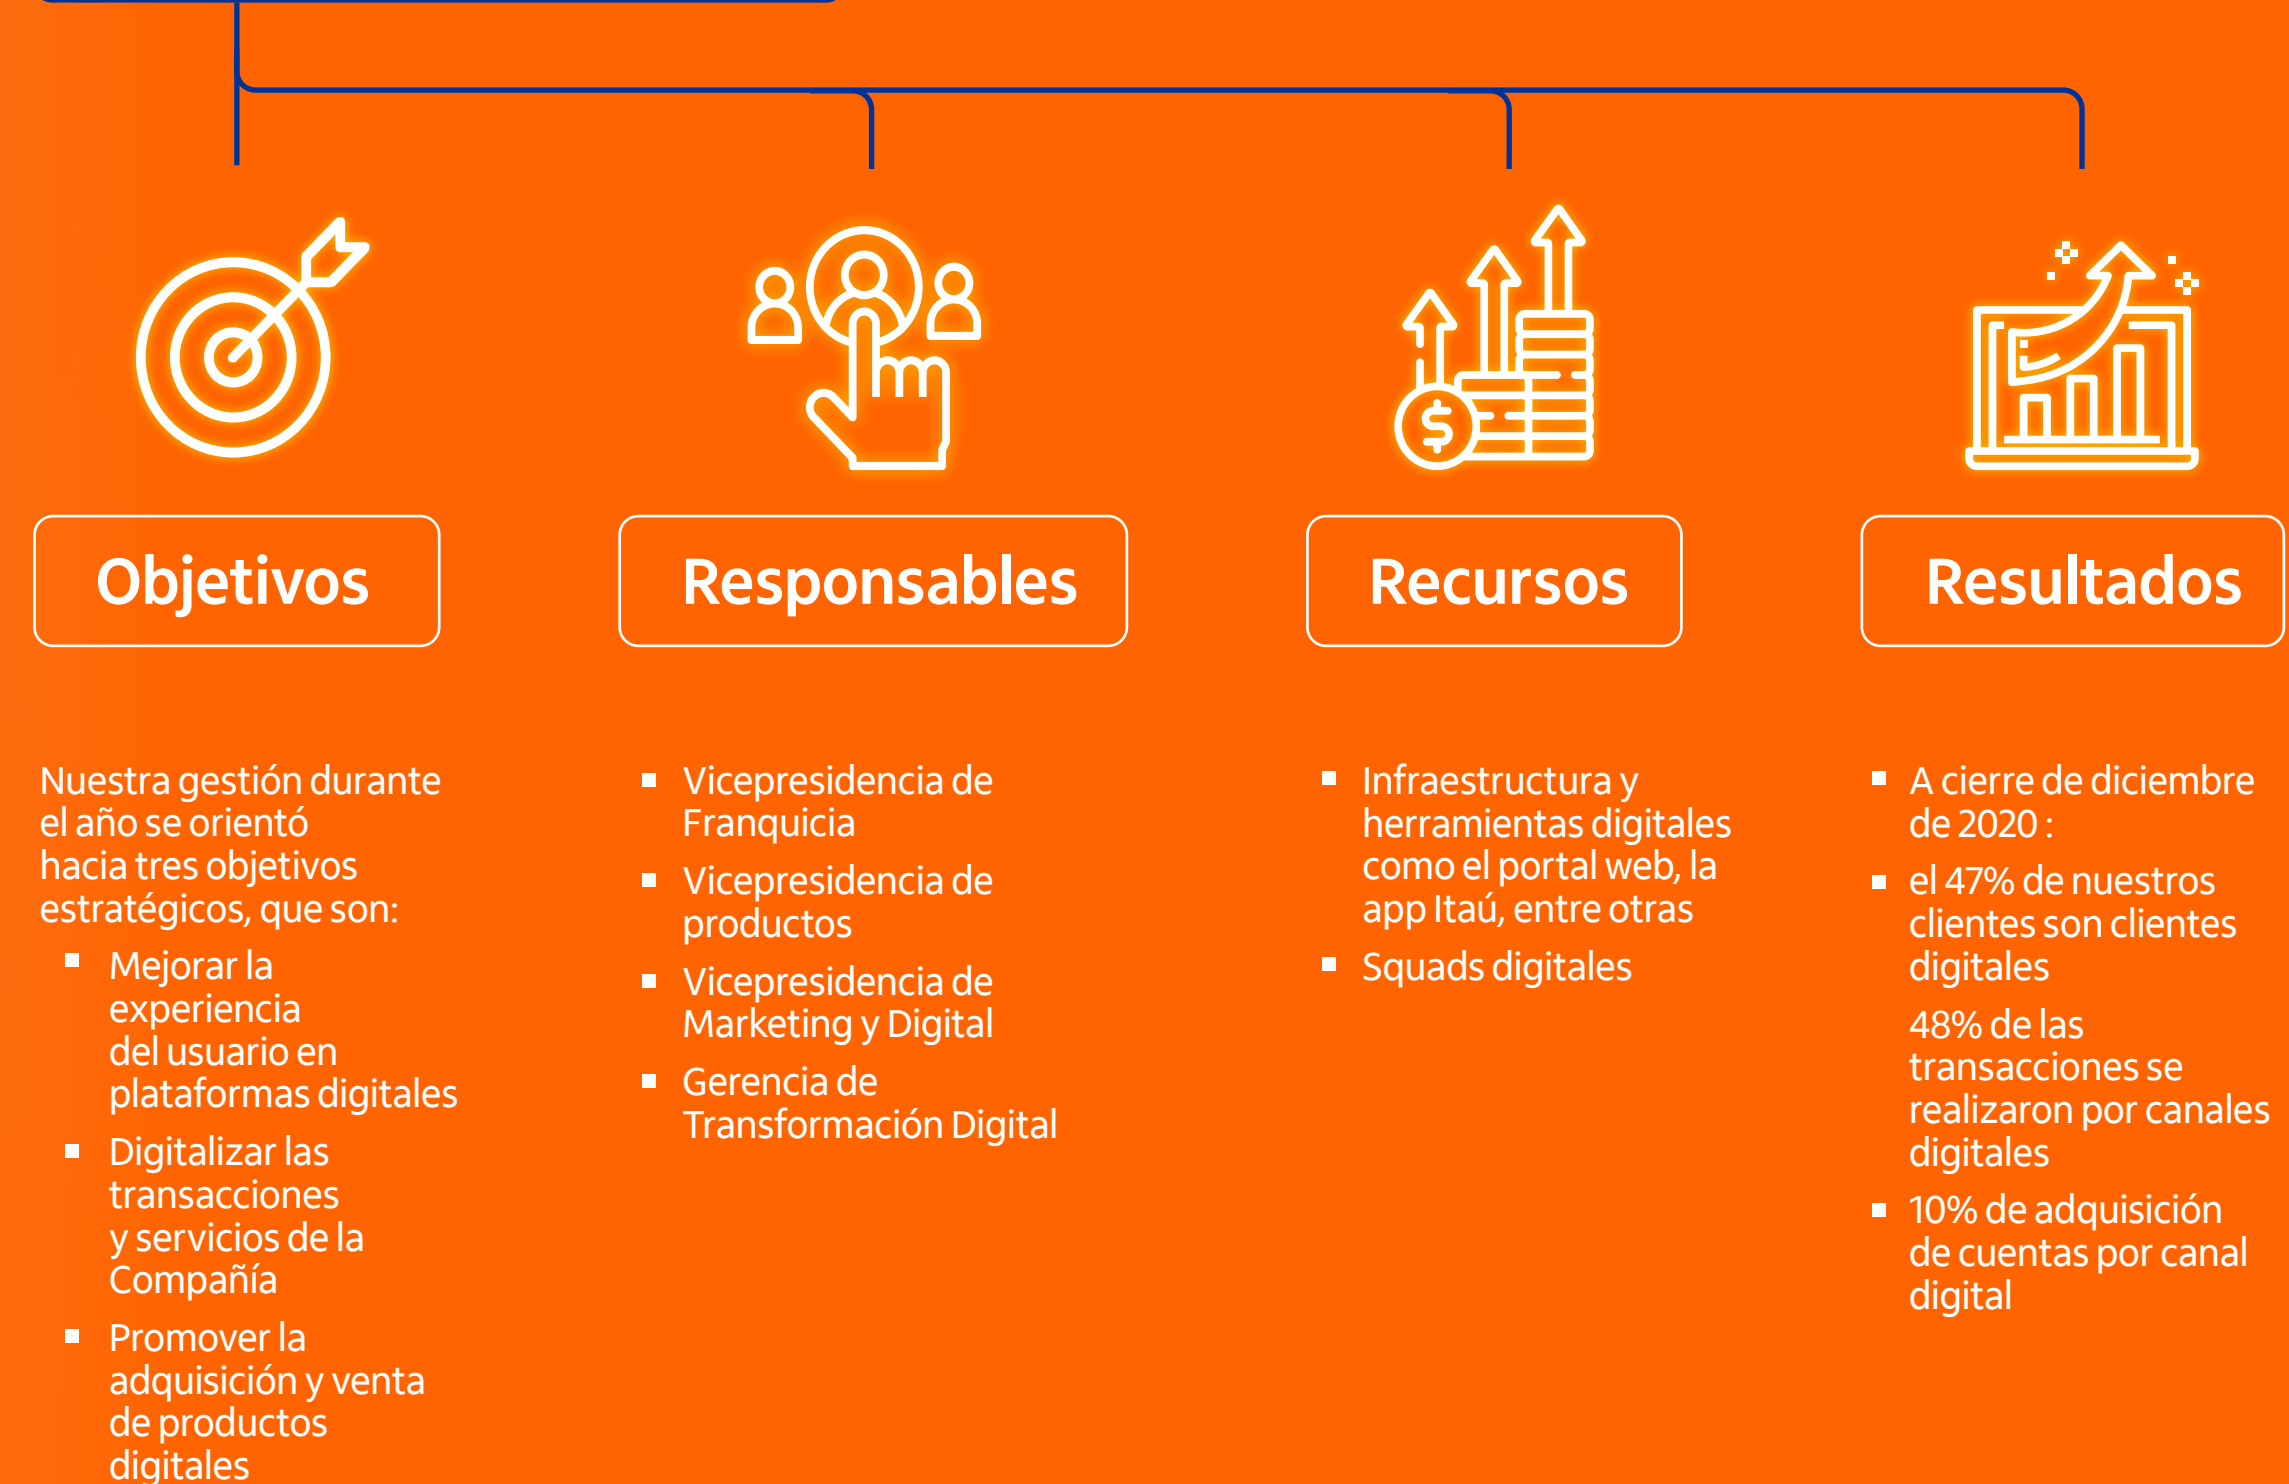 Objetivos
Nuestra gestión durante
el año se orientó
hacia tres objetivos
estratégicos, que son:
Mejorar la
experiencia
del usuario en
plataformas digitales
Digitalizar las
transacciones
y servicios de la
Compañía
Promover la
adquisición y venta
de productos
digitales
Responsables
Vicepresidencia de
Franquicia
Vicepresidencia de
productos
Vicepresidencia de
Marketing y Digital
Gerencia de
Transformación Digital
Recursos
Infraestructura y
herramientas digitales
como el portal web, la
app Itaú, entre otras
Squads digitales
Resultados
A cierre de diciembre
de 2020 :
el 47% de nuestros
clientes son clientes
digitales
48% de las
transacciones se
realizaron por canales
digitales
10% de adquisición
de cuentas por canal
digital